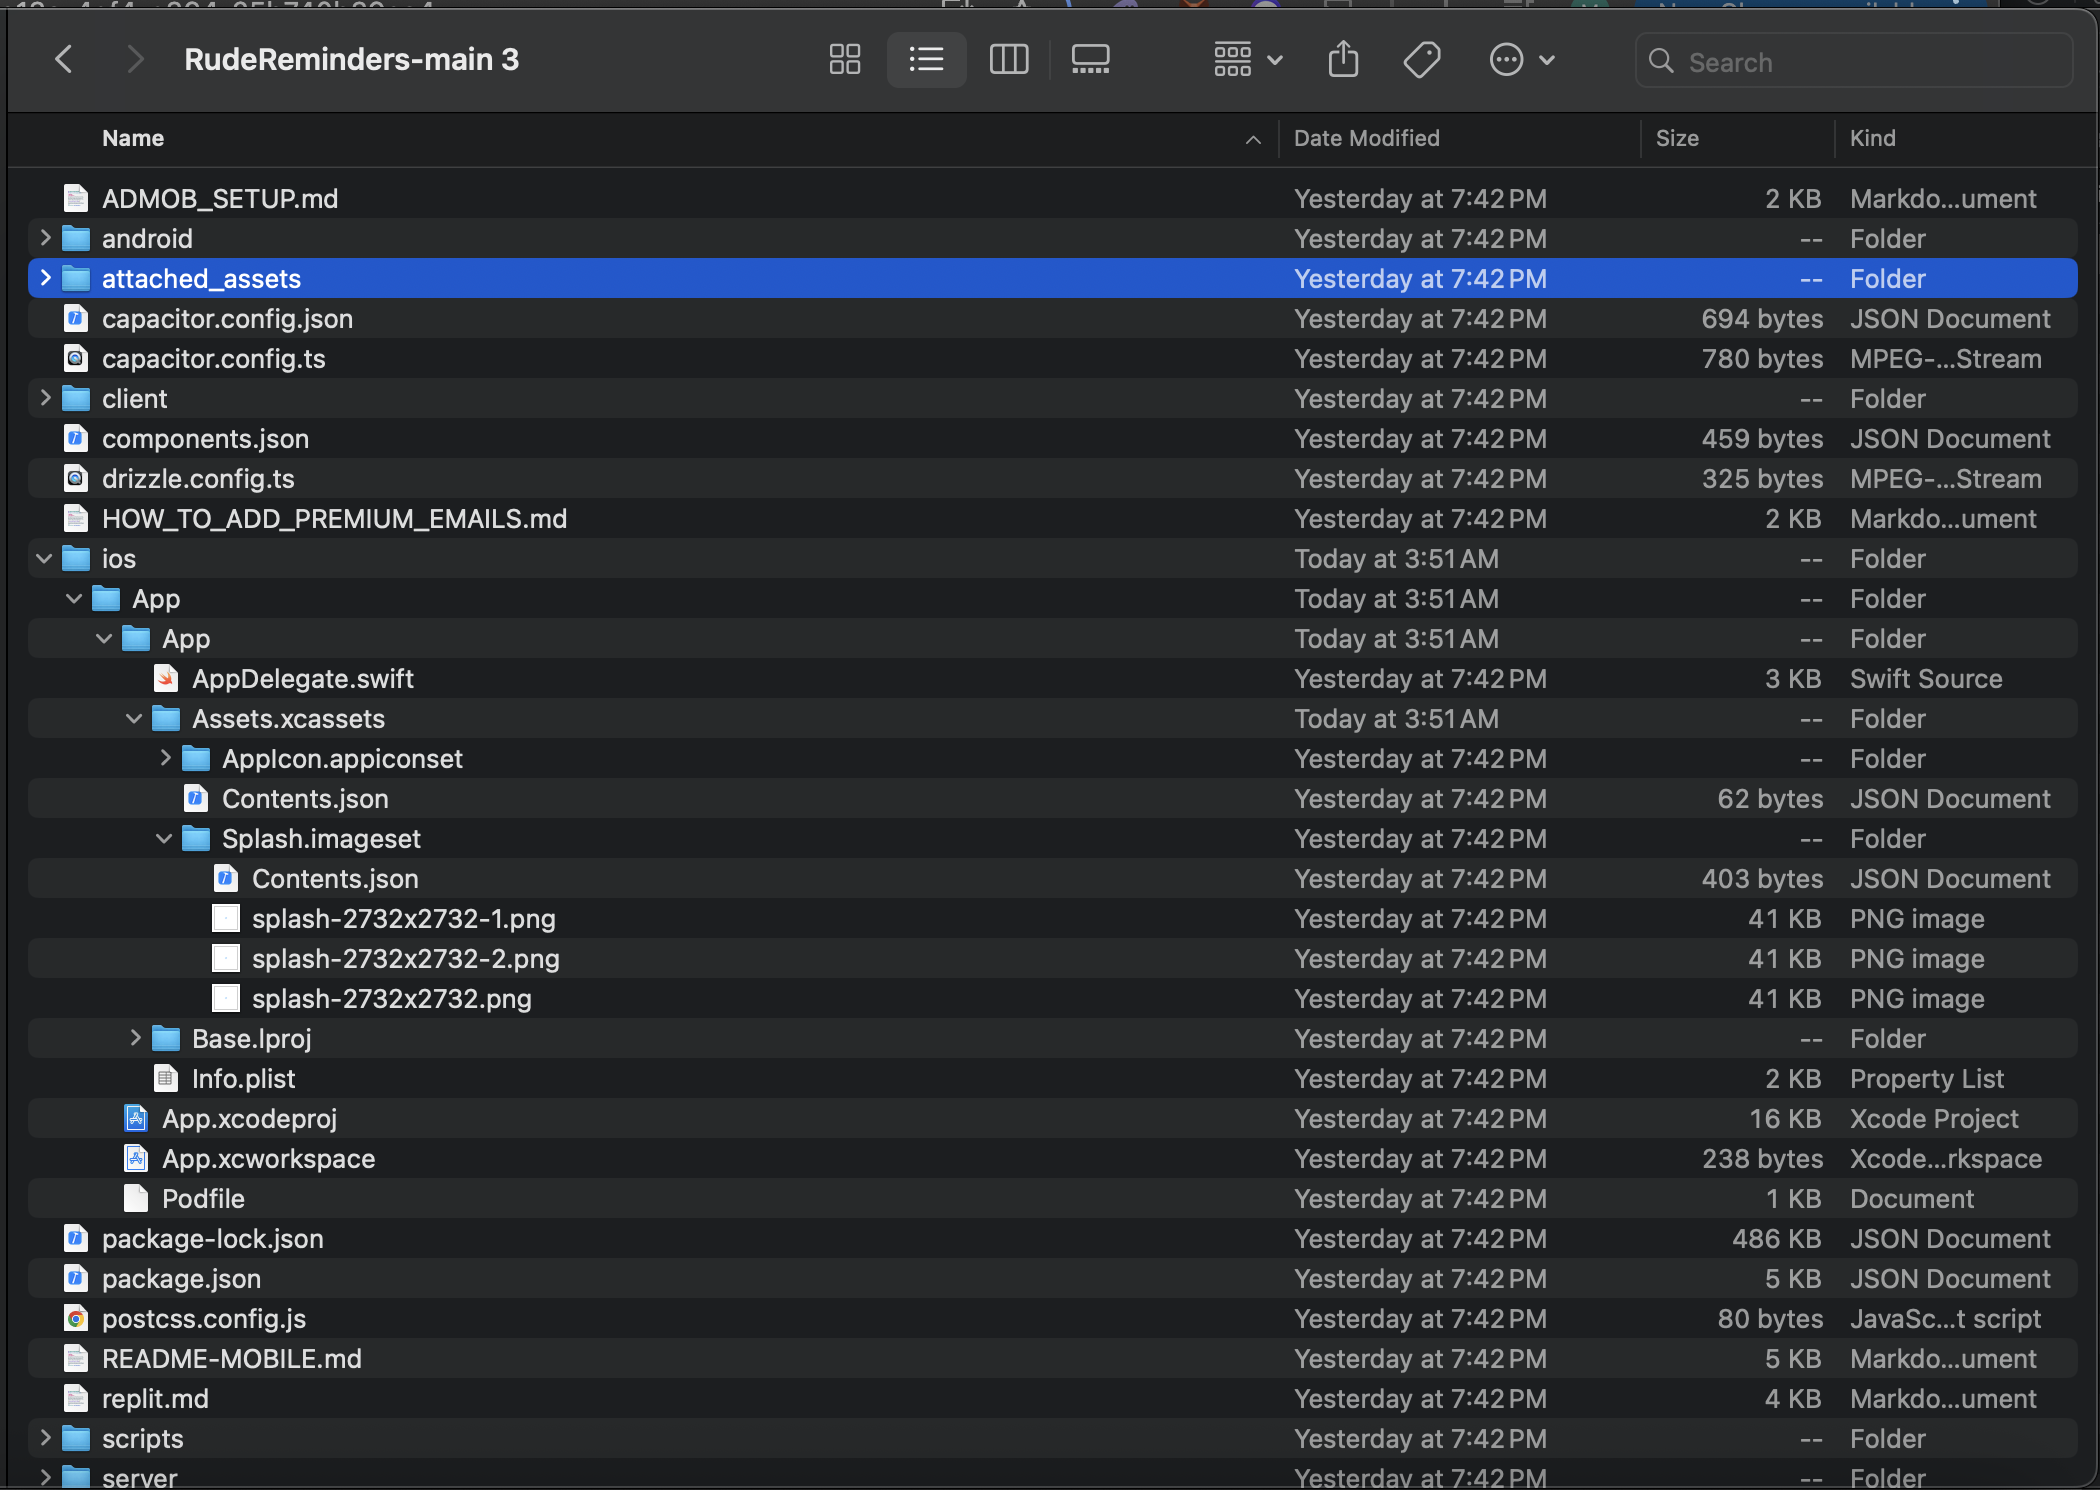 RudeReminders-main 3
Search
Name Date Modified Size Kind
ADMOB_SETUP.md Yesterday at 7:42 PM 2 KB Markdo...ument
android Yesterday at 7:42 PM -- Folder
attached_assets Yesterday at 7:42 PM -- Folder
capacitor.config.json Yesterday at 7:42 PM 694 bytes JSON Document
capacitor.config.ts Yesterday at 7:42 PM 780 bytes MPEG-...Stream
client Yesterday at 7:42 PM -- Folder
components.json Yesterday at 7:42 PM 459 bytes JSON Document
drizzle.config.ts Yesterday at 7:42 PM 325 bytes MPEG-...Stream
HOW_TO_ADD_PREMIUM_EMAILS.md Yesterday at 7:42 PM 2 KB Markdo...ument
ios Today at 3:51 AM -- Folder
App Today at 3:51 AM -- Folder
App Today at 3:51 AM -- Folder
AppDelegate.swift Yesterday at 7:42 PM 3 KB Swift Source
Assets.xcassets Today at 3:51 AM -- Folder
AppIcon.appiconset Yesterday at 7:42 PM -- Folder
Contents.json Yesterday at 7:42 PM 62 bytes JSON Document
Splash.imageset Yesterday at 7:42 PM -- Folder
Contents.json Yesterday at 7:42 PM 403 bytes JSON Document
splash-2732x2732-1.png Yesterday at 7:42 PM 41 KB PNG image
splash-2732x2732-2.png Yesterday at 7:42 PM 41 KB PNG image
splash-2732x2732.png Yesterday at 7:42 PM 41 KB PNG image
Base.lproj Yesterday at 7:42 PM -- Folder
Info.plist Yesterday at 7:42 PM 2 KB Property List
App.xcodeproj Yesterday at 7:42 PM 16 KB Xcode Project
App.xcworkspace Yesterday at 7:42 PM 238 bytes Xcode...rkspace
Podfile Yesterday at 7:42 PM 1 KB Document
package-lock.json Yesterday at 7:42 PM 486 KB JSON Document
package.json Yesterday at 7:42 PM 5 KB JSON Document
postcss.config.js Yesterday at 7:42 PM 80 bytes JavaSc...t script
README-MOBILE.md Yesterday at 7:42 PM 5 KB Markdo...ument
replit.md Yesterday at 7:42 PM 4 KB Markdo...ument
scripts Yesterday at 7:42 PM -- Folder
server Yesterday at 7:42 PM -- Folder